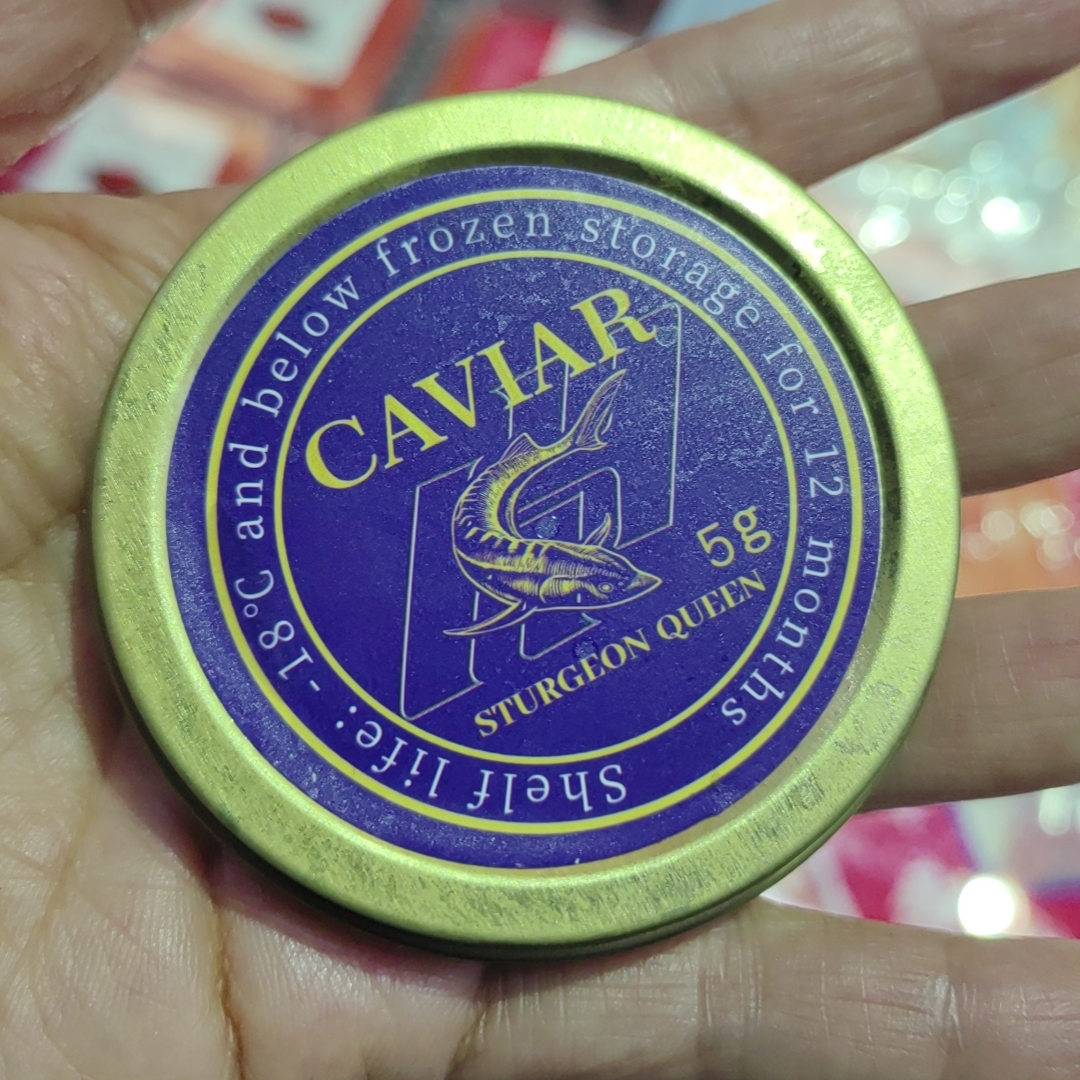 CAVIAR
5g
STURGEON QUEEN
Shelf life: -18°C and below frozen storage for 12 months